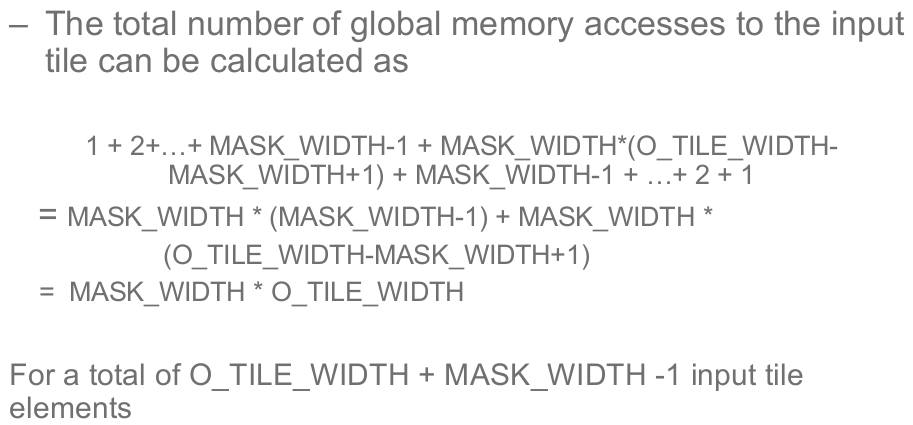 – The total number of global memory accesses to the input
tile can be calculated as
1 + 2+…+ MASK_WIDTH-1 + MASK_WIDTH*(O_TILE_WIDTH-
MASK_WIDTH+1) + MASK_WIDTH-1 + …+ 2 + 1
= MASK_WIDTH * (MASK_WIDTH-1) + MASK_WIDTH *
(O_TILE_WIDTH-MASK_WIDTH+1)
= MASK_WIDTH * O_TILE_WIDTH
For a total of O_TILE_WIDTH + MASK_WIDTH -1 input tile
elements